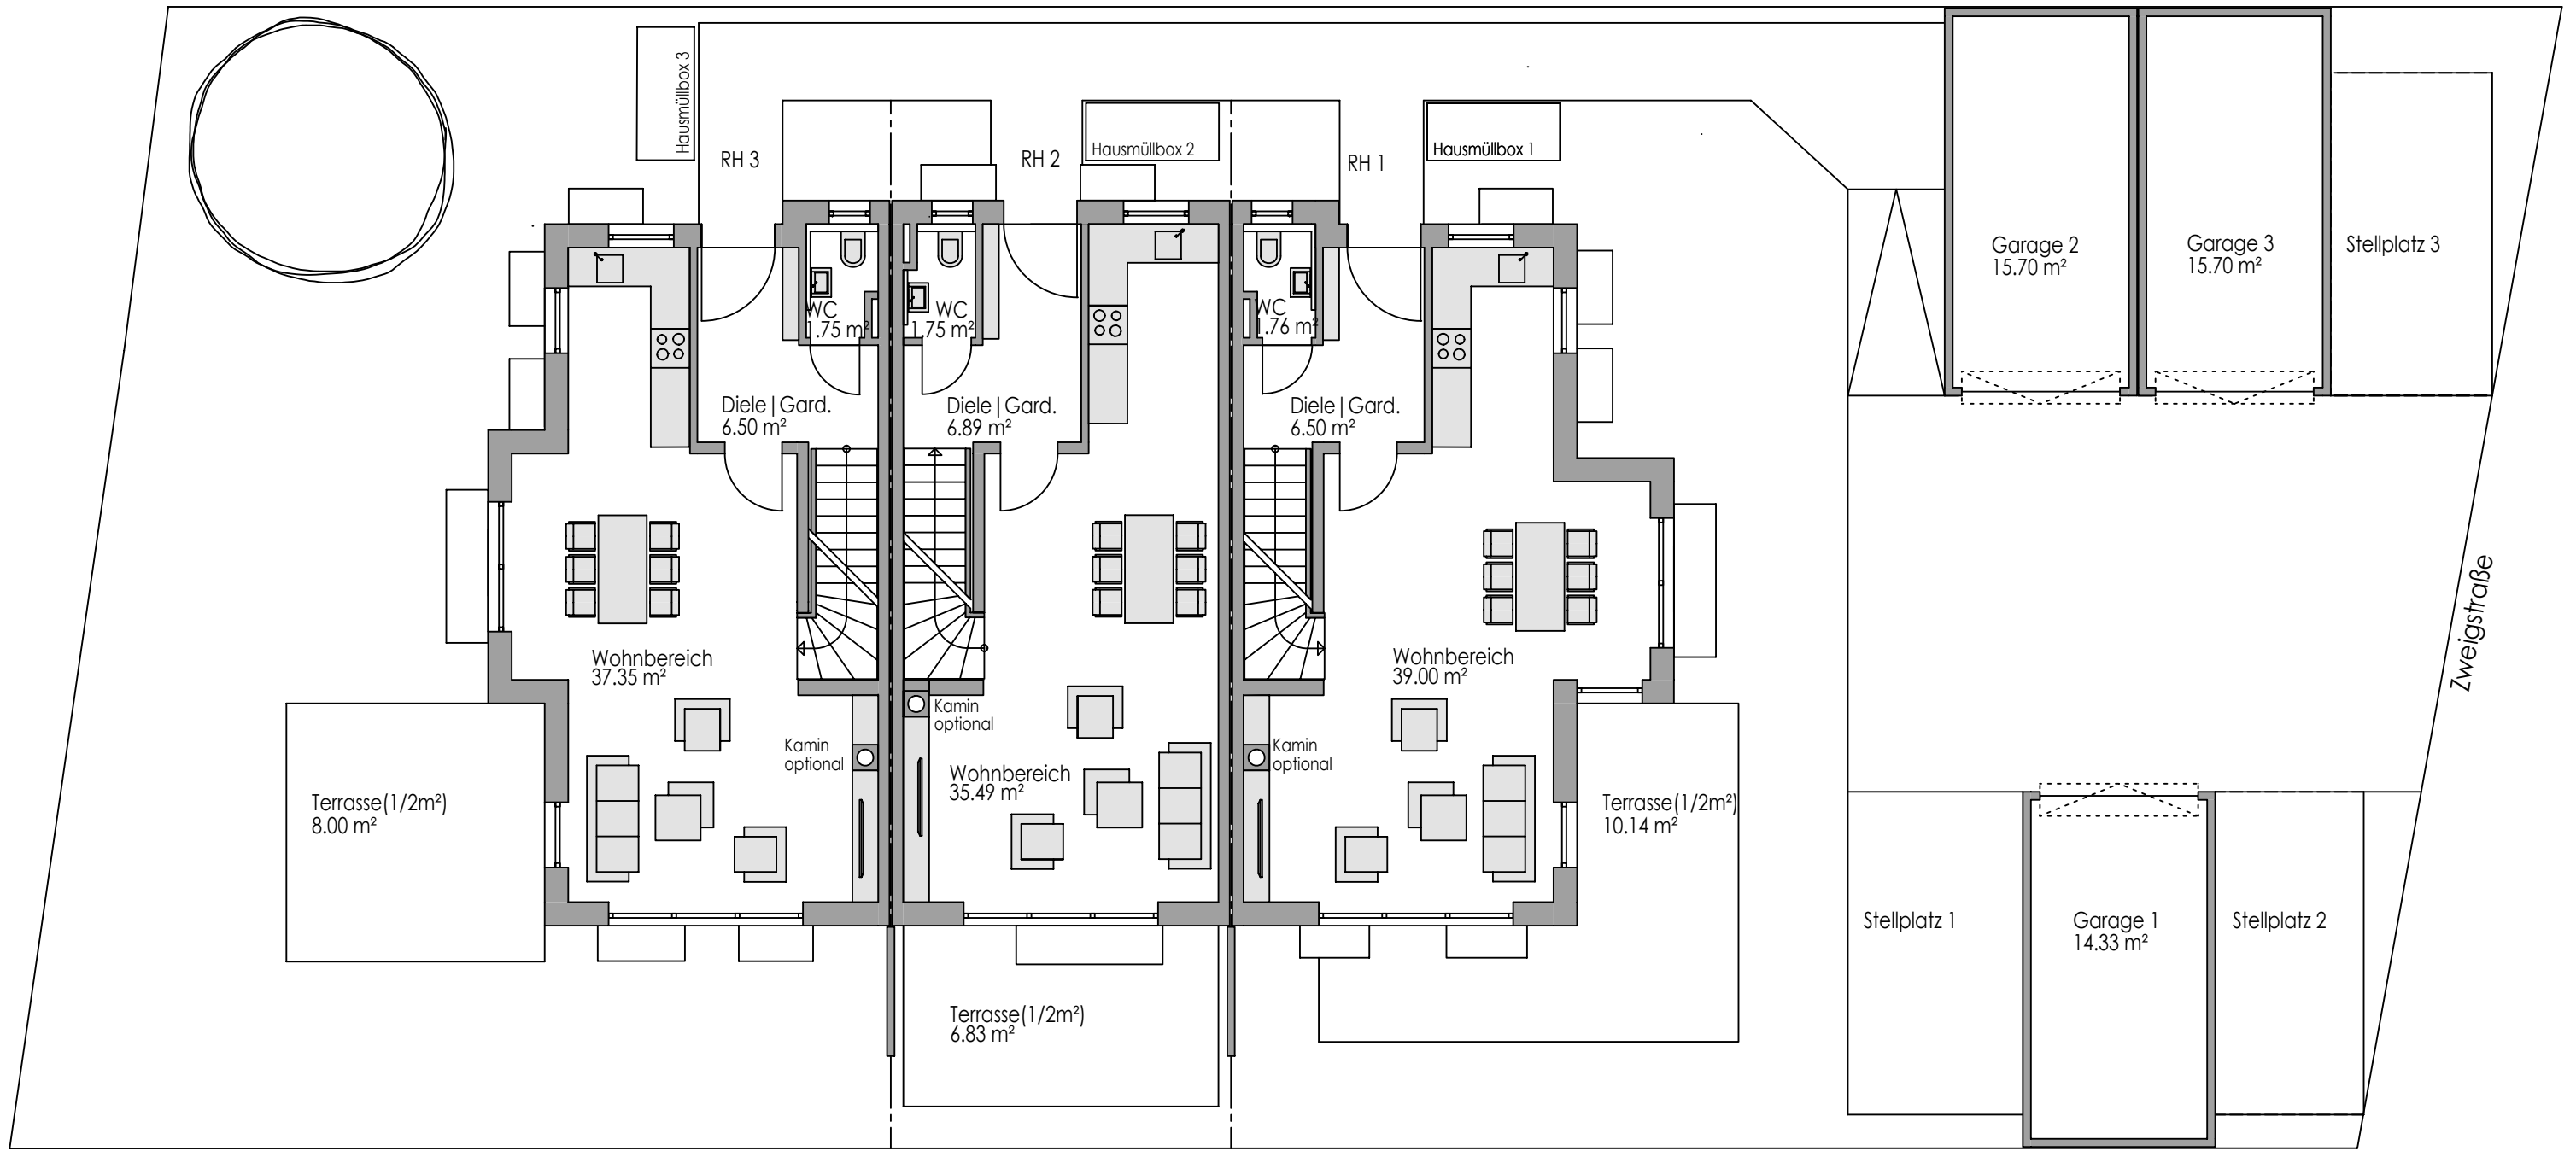 Hausmüllbox 3
RH 3
RH 2
Hausmüllbox 2
RH 1
Hausmüllbox 1
Garage 2
15.70 m²
Garage 3
15.70 m²
Stellplatz 3
WC
1.75 m²
WC
1.75 m²
WC
1.76 m²
Diele|Gard.
6.50 m²
Diele|Gard.
6.89 m²
Diele|Gard.
6.50 m²
Zweigstraße
Wohnbereich
37.35 m²
Kamin
optional
Kamin
optional
Wohnbereich
35.49 m²
Wohnbereich
39.00 m²
Kamin
optional
Terrasse(1/2m²)
8.00 m²
Terrasse(1/2m²)
10.14 m²
Terrasse(1/2m²)
6.83 m²
Stellplatz 1
Garage 1
14.33 m²
Stellplatz 2